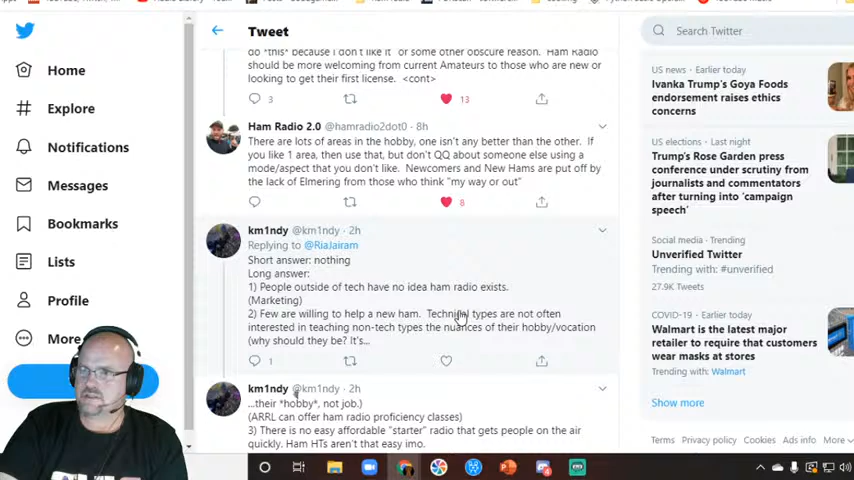 Tweet
do *this* because I don't like it" or some other obscure reason. Ham Radio
should be more welcoming from current Amateurs to those who are new or
looking to get their first license. <cont>
3
13
Ham Radio 2.0 @hamradio2dot0 · 8h
There are lots of areas in the hobby, one isn't any better than the other. If
you like 1 area, then use that, but don't QQ about someone else using a
mode/aspect that you don't like. Newcomers and New Hams are put off by
the lack of Elmering from those who think "my way or out"
8
km1ndy @km1ndy · 2h
Replying to @RiaJairam
Short answer: nothing
Long answer:
1) People outside of tech have no idea ham radio exists.
(Marketing)
2) Few are willing to help a new ham. Technical types are not often
interested in teaching non-tech types the nuances of their hobby/vocation
(why should they be? It's...
1
km1ndy @km1ndy · 2h
...their *hobby*, not job.)
(ARRL can offer ham radio proficiency classes)
3) There is no easy affordable "starter" radio that gets people on the air
quickly. Ham HTs aren't that easy imo.
Home
Explore
Notifications
Messages
Bookmarks
Lists
Profile
More
Search Twitter
US news · Earlier today
Ivanka Trump's Goya Foods
endorsement raises ethics
concerns
US elections · Last night
Trump's Rose Garden press
conference under scrutiny from
journalists and commentators
after turning into 'campaign
speech'
Social media · Trending
Unverified Twitter
Trending with: #unverified
27.9K Tweets
COVID-19 · Earlier today
Walmart is the latest major
retailer to require that customers
wear masks at stores
Trending with: Walmart
Show more
Terms Privacy policy Cookies Ads info More